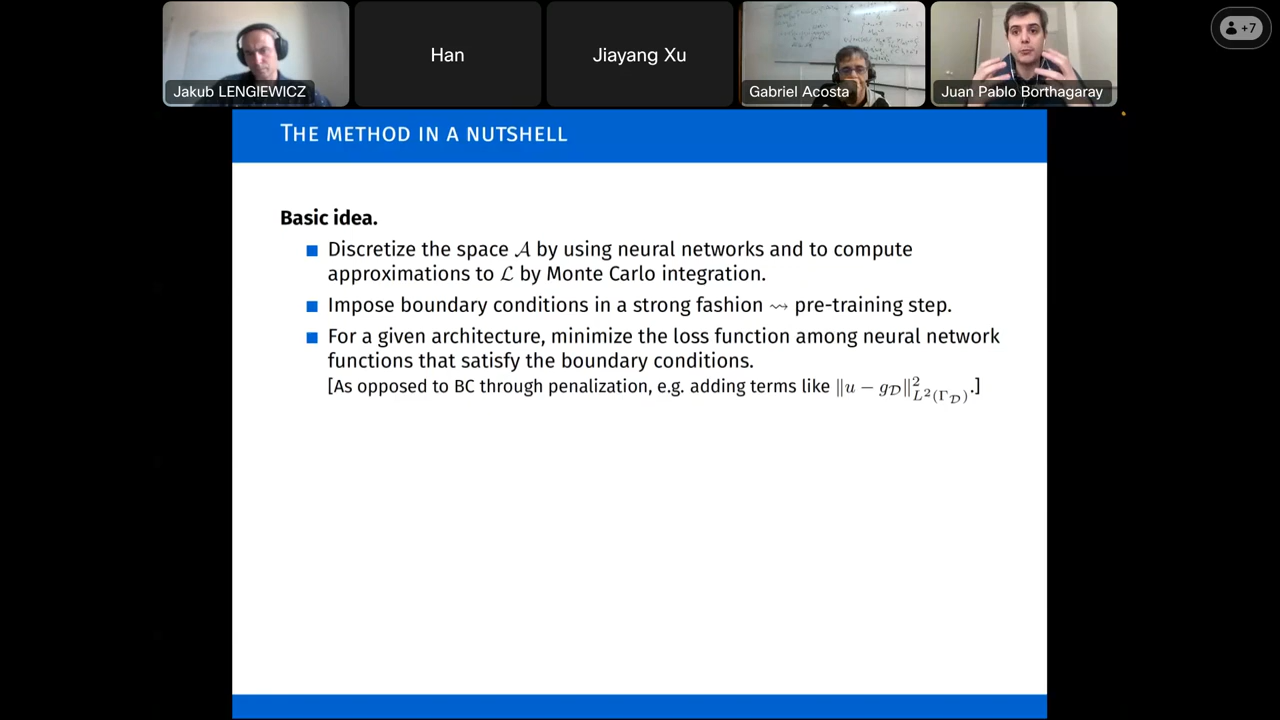 Jakub LENGIEWICZ
Han
Jiayang Xu
Gabriel Acosta
Juan Pablo Borthagaray
+7
THE METHOD IN A NUTSHELL
Basic idea.
■ Discretize the space 𝒜 by using neural networks and to compute
approximations to ℒ by Monte Carlo integration.
■ Impose boundary conditions in a strong fashion ⇝ pre-training step.
■ For a given architecture, minimize the loss function among neural network
functions that satisfy the boundary conditions.
[As opposed to BC through penalization, e.g. adding terms like ‖u − g_𝒟‖²_{L²(Γ_𝒟)}.]